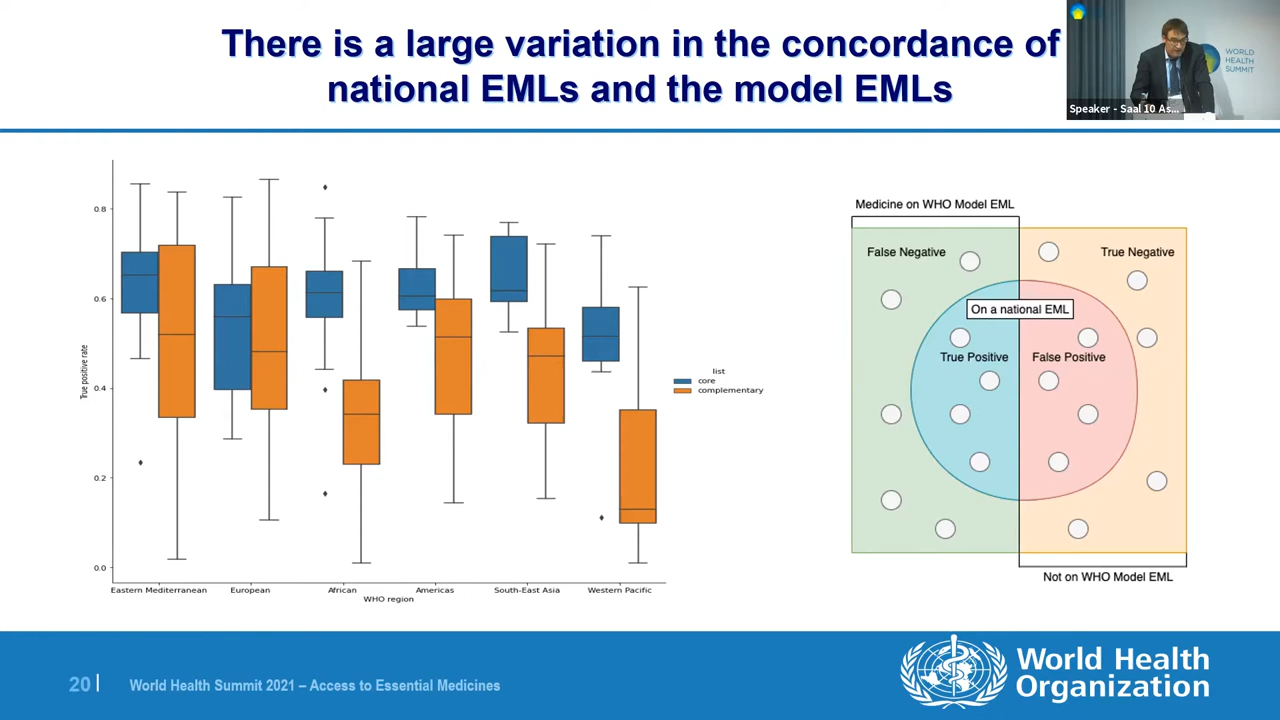 There is a large variation in the concordance of
national EMLs and the model EMLs
WORLD
HEALTH
SUMMIT
Speaker - Saal 10 As...
True positive rate
0.8
0.6
0.4
0.2
0.0
Eastern Mediterranean
European
African
Americas
South-East Asia
Western Pacific
WHO region
list
core
complementary
Medicine on WHO Model EML
False Negative
True Negative
On a national EML
True Positive
False Positive
Not on WHO Model EML
20
World Health Summit 2021 – Access to Essential Medicines
World Health
Organization